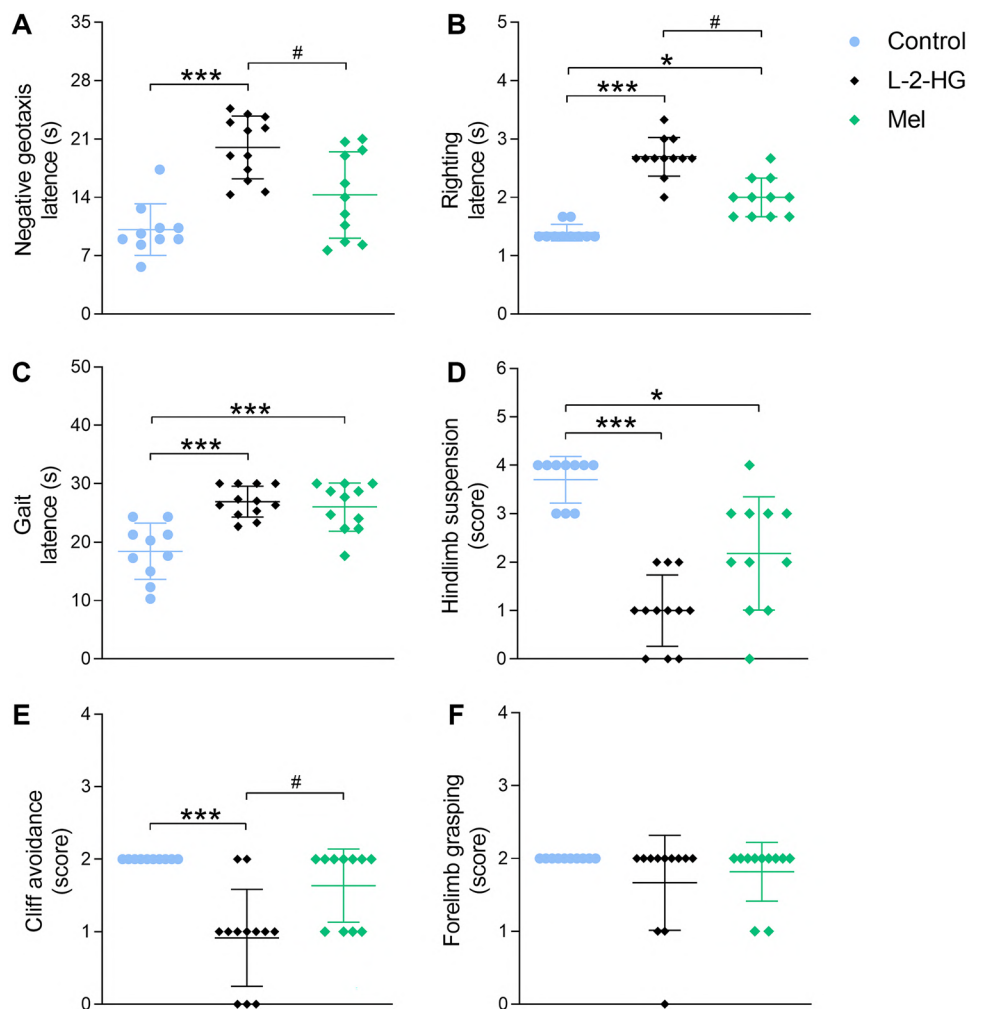 A
Negative geotaxis
latence (s)
35
28
21
14
7
0
***
#
B
Righting
latence (s)
5
4
3
2
1
0
***
*
#
Control
L-2-HG
Mel
C
Gait
latence (s)
50
40
30
20
10
0
***
***
D
Hindlimb suspension
(score)
6
5
4
3
2
1
0
***
*
E
Cliff avoidance
(score)
4
3
2
1
0
***
#
F
Forelimb grasping
(score)
4
3
2
1
0